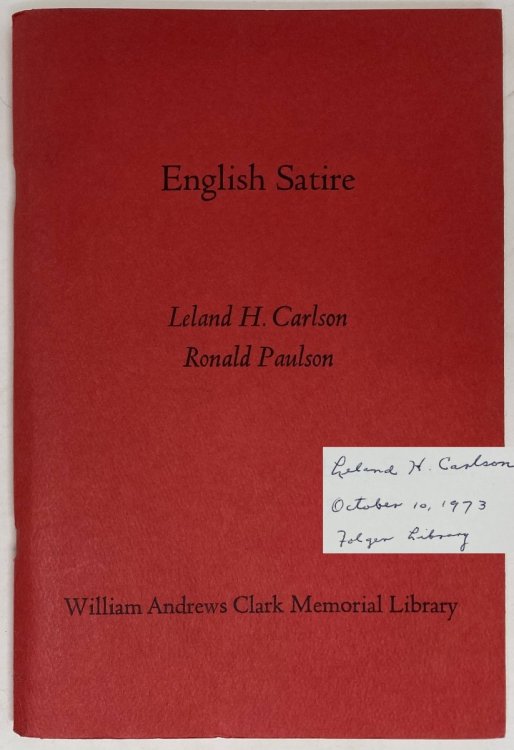 English Satire
Leland H. Carlson
Ronald Paulson
Leland H. Carlson
October 10, 1973
Folger Library
William Andrews Clark Memorial Library